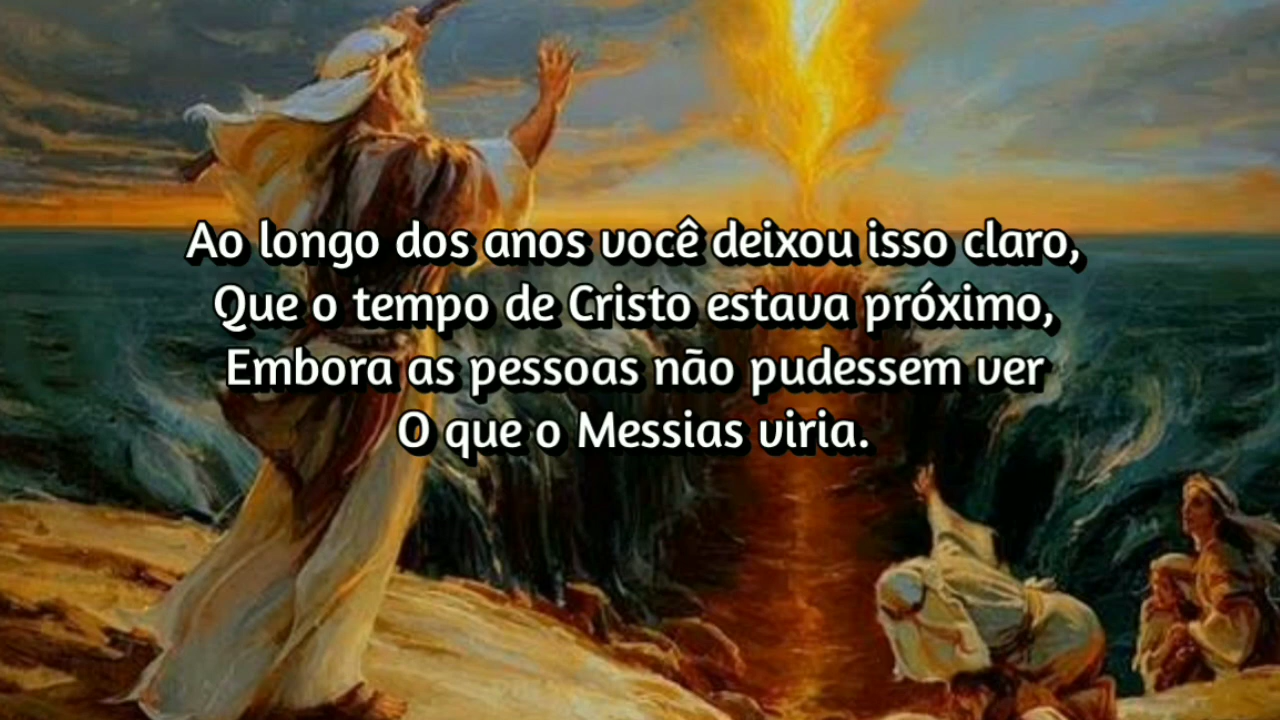 Ao longo dos anos você deixou isso claro,
Que o tempo de Cristo estava próximo,
Embora as pessoas não pudessem ver
O que o Messias viria.